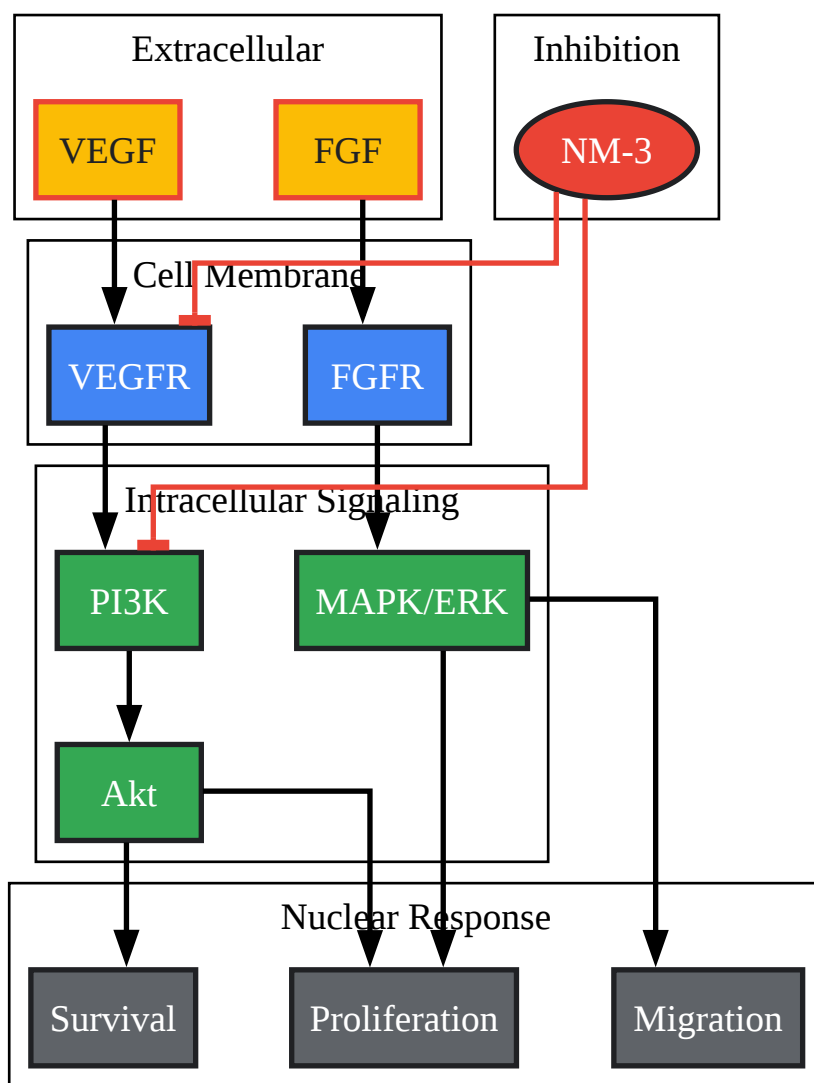 Extracellular
Inhibition
VEGF
FGF
NM-3
Cell Membrane
VEGFR
FGFR
Intracellular Signaling
PI3K
MAPK/ERK
Akt
Nuclear Response
Survival
Proliferation
Migration